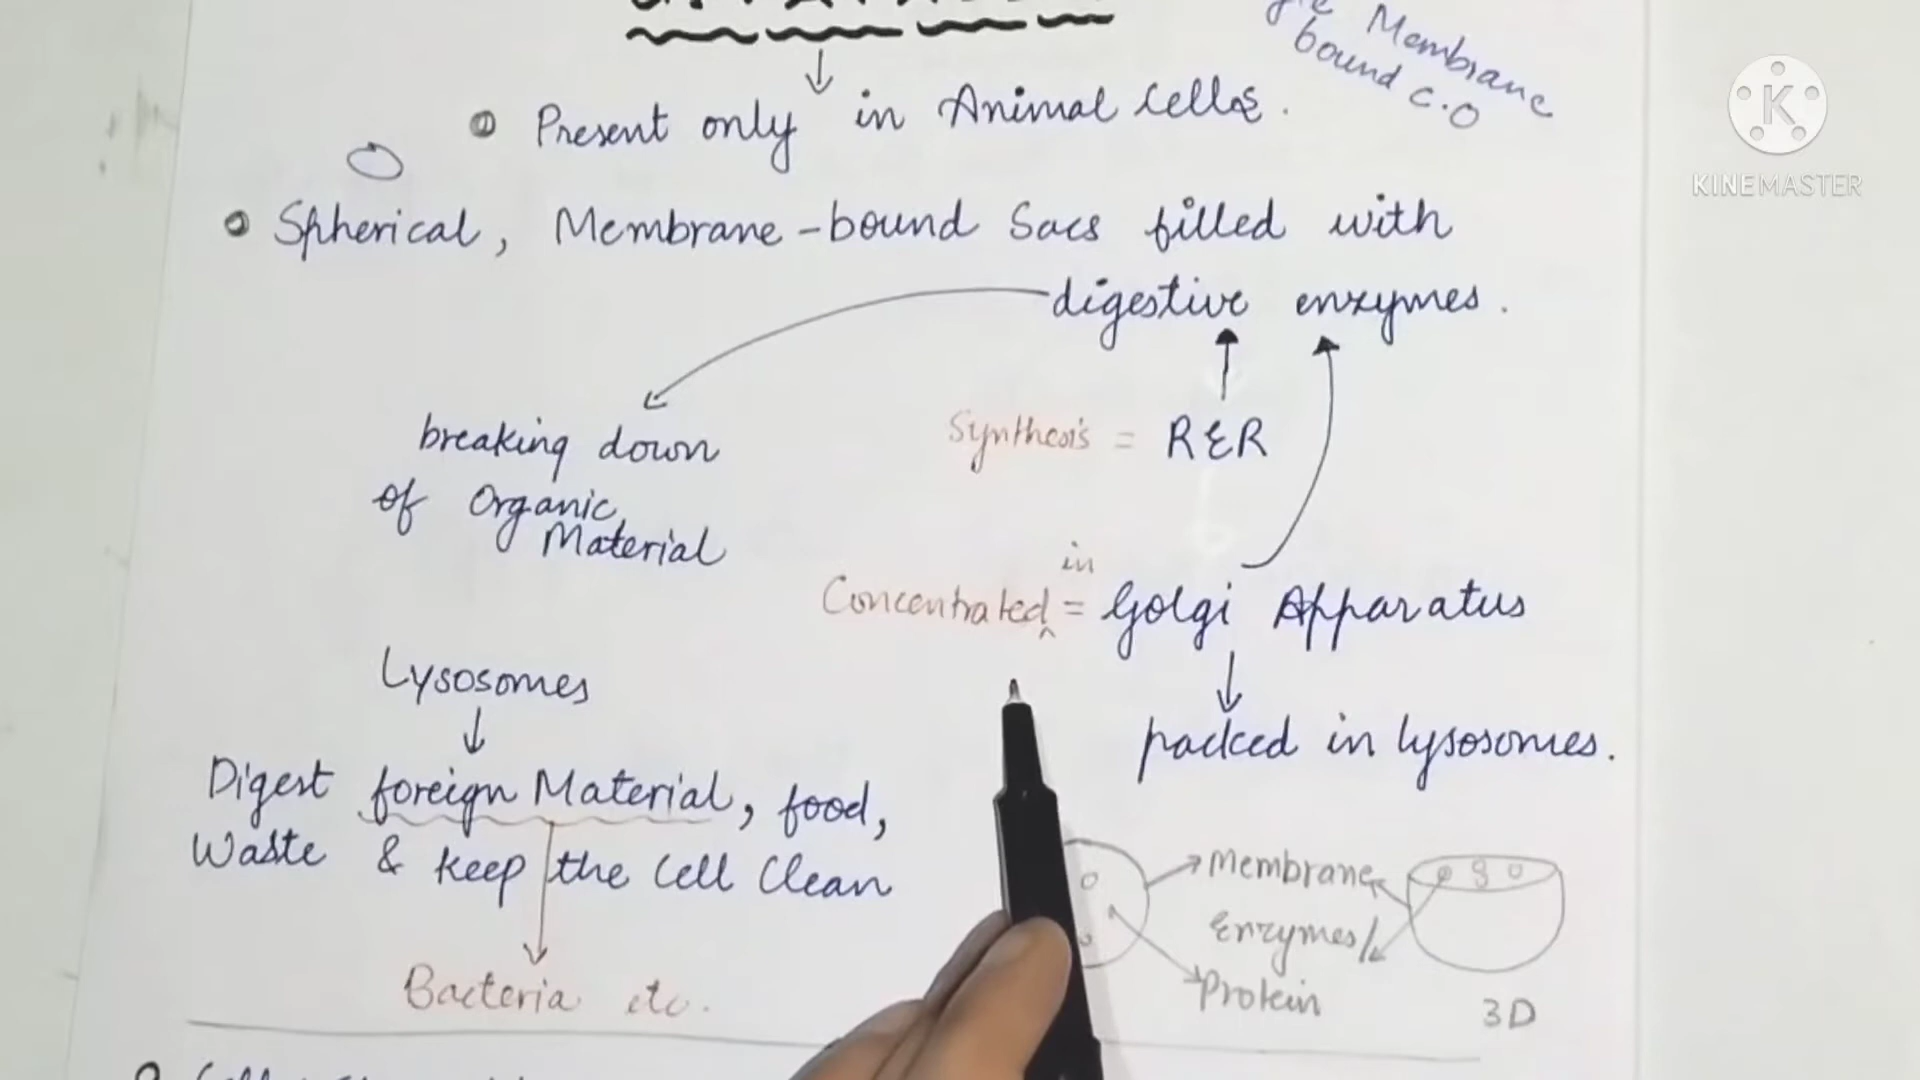 Membrane
bound C.O
Present only in Animal Cells.
Spherical, Membrane-bound Sacs filled with
digestive enzymes.
breaking down
of Organic
Material
Synthesis = RER
in
Concentrated ^ = Golgi Apparatus
packed in lysosomes.
Lysosomes
Digest foreign Material, food,
Waste & keep the Cell Clean
Bacteria etc.
Membrane
Enzymes/
Protein
3D
K
KINEMASTER